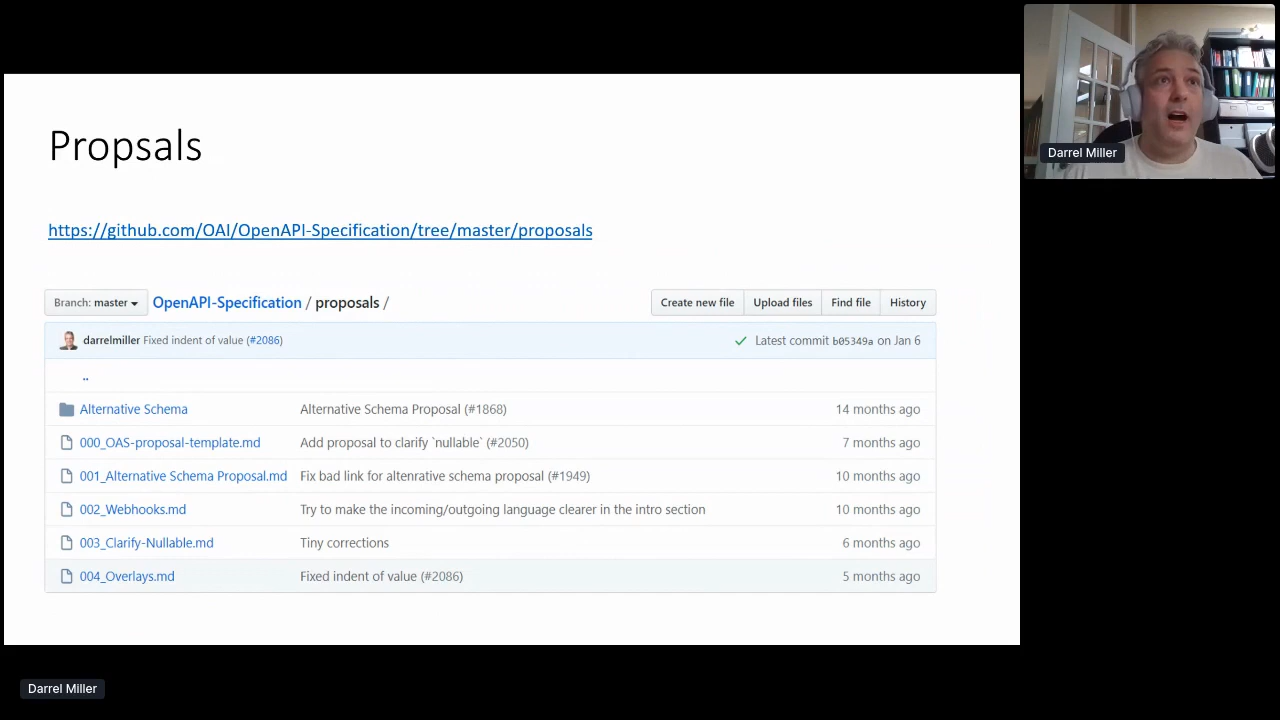 Propsals
https://github.com/OAI/OpenAPI-Specification/tree/master/proposals
Branch: master OpenAPI-Specification / proposals / Create new file Upload files Find file History
darrelmiller Fixed indent of value (#2086) Latest commit b05349a on Jan 6
..
Alternative Schema Alternative Schema Proposal (#1868) 14 months ago
000_OAS-proposal-template.md Add proposal to clarify `nullable` (#2050) 7 months ago
001_Alternative Schema Proposal.md Fix bad link for altenrative schema proposal (#1949) 10 months ago
002_Webhooks.md Try to make the incoming/outgoing language clearer in the intro section 10 months ago
003_Clarify-Nullable.md Tiny corrections 6 months ago
004_Overlays.md Fixed indent of value (#2086) 5 months ago
Darrel Miller
Darrel Miller